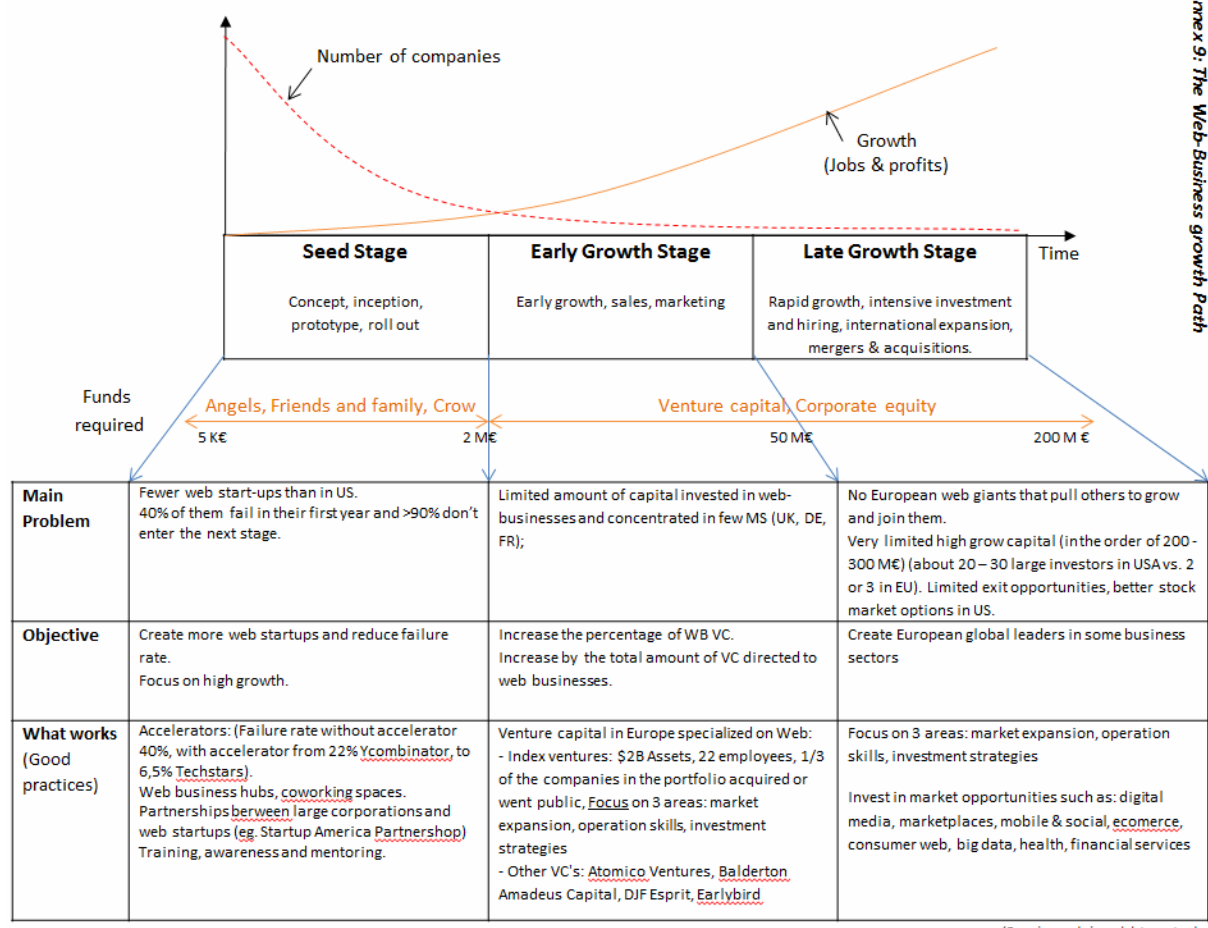 Annex 9: The Web-Business growth Path
Number of companies
Growth
(Jobs & profits)
Time
Seed Stage
Concept, inception,
prototype, roll out
Early Growth Stage
Early growth, sales, marketing
Late Growth Stage
Rapid growth, intensive investment
and hiring, international expansion,
mergers & acquisitions.
Funds
required
Angels, Friends and family, Crow
Venture capital, Corporate equity
5 K€
2 M€
50 M€
200 M €
Main
Problem
Fewer web start-ups than in US.
40% of them fail in their first year and >90% don't
enter the next stage.
Limited amount of capital invested in web-
businesses and concentrated in few MS (UK, DE,
FR);
No European web giants that pull others to grow
and join them.
Very limited high grow capital (in the order of 200 -
300 M€) (about 20 – 30 large investors in USA vs. 2
or 3 in EU). Limited exit opportunities, better stock
market options in US.
Objective
Create more web startups and reduce failure
rate.
Focus on high growth.
Increase the percentage of WB VC.
Increase by the total amount of VC directed to
web businesses.
Create European global leaders in some business
sectors
What works
(Good
practices)
Accelerators: (Failure rate without accelerator
40%, with accelerator from 22% Ycombinator, to
6,5% Techstars).
Web business hubs, coworking spaces.
Partnerships berween large corporations and
web startups (eg. Startup America Partnershop)
Training, awareness and mentoring.
Venture capital in Europe specialized on Web:
- Index ventures: $2B Assets, 22 employees, 1/3
of the companies in the portfolio acquired or
went public, Focus on 3 areas: market
expansion, operation skills, investment
strategies
- Other VC's: Atomico Ventures, Balderton
Amadeus Capital, DJF Esprit, Earlybird
Focus on 3 areas: market expansion, operation
skills, investment strategies
Invest in market opportunities such as: digital
media, marketplaces, mobile & social, ecomerce,
consumer web, big data, health, financial services